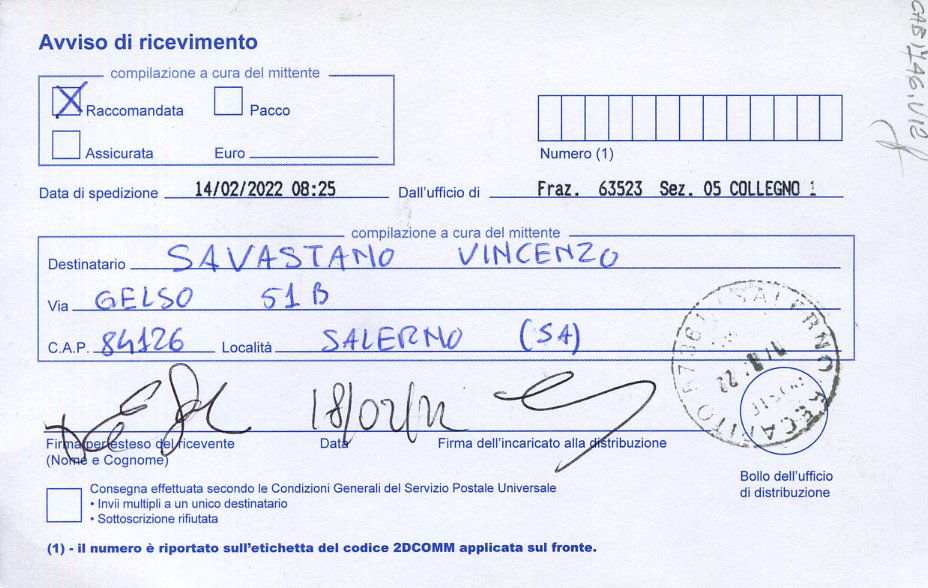 Avviso di ricevimento
compilazione a cura del mittente
Raccomandata Pacco
Assicurata Euro
Numero (1)
Data di spedizione 14/02/2022 08:25 Dall'ufficio di Fraz. 63523 Sez. 05 COLLEGNO 1
compilazione a cura del mittente
Destinatario SAVASTANO VINCENZO
Via GELSO 51 B
C.A.P. 84126 Località SALERNO (SA)
18/02/22
Firma per esteso del ricevente Data Firma dell'incaricato alla distribuzione
(Nome e Cognome)
SALERNO RECAPITO
Bollo dell'ufficio
di distribuzione
Consegna effettuata secondo le Condizioni Generali del Servizio Postale Universale
• Invii multipli a un unico destinatario
• Sottoscrizione rifiutata
(1) - il numero è riportato sull'etichetta del codice 2DCOMM applicata sul fronte.